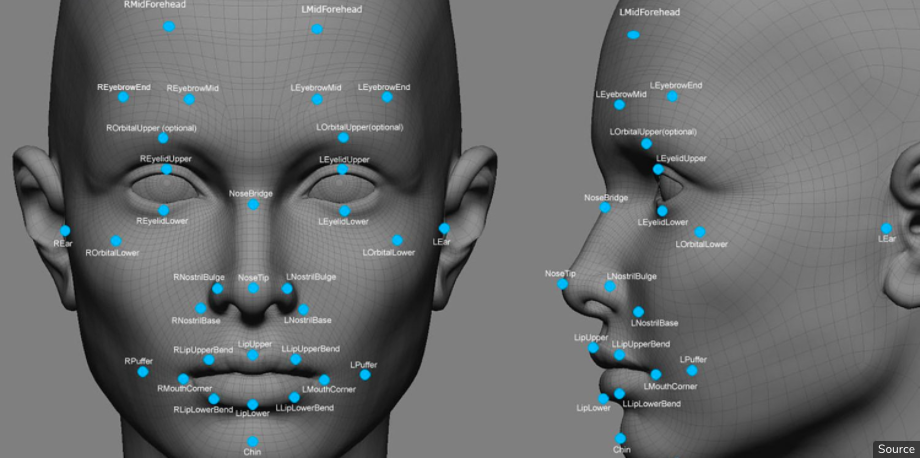 RMidForehead
LMidForehead
REyebrowEnd
REyebrowMid
LEyebrowMid
LEyebrowEnd
ROrbitalUpper (optional)
LOrbitalUpper(optional)
REyelidUpper
LEyelidUpper
NoseBridge
REyelidLower
LEyelidLower
REar
LEar
ROrbitalLower
LOrbitalLower
RNostrilBulge
NoseTip
LNostrilBulge
RNostrilBase
LNostrilBase
RLipUpperBend
LipUpper
LLipUpperBend
RPuffer
LPuffer
RMouthCorner
LMouthCorner
RLipLowerBend
LipLower
LLipLowerBend
Chin
LMidForehead
LEyebrowEnd
LEyebrowMid
LOrbitalUpper(optional)
LEyelidUpper
NoseBridge
LEyelidLower
LOrbitalLower
LEar
NoseTip
LNostrilBulge
LNostrilBase
LipUpper
LLipUpperBend
LPuffer
LMouthCorner
LipLower
LLipLowerBend
Chin
Source